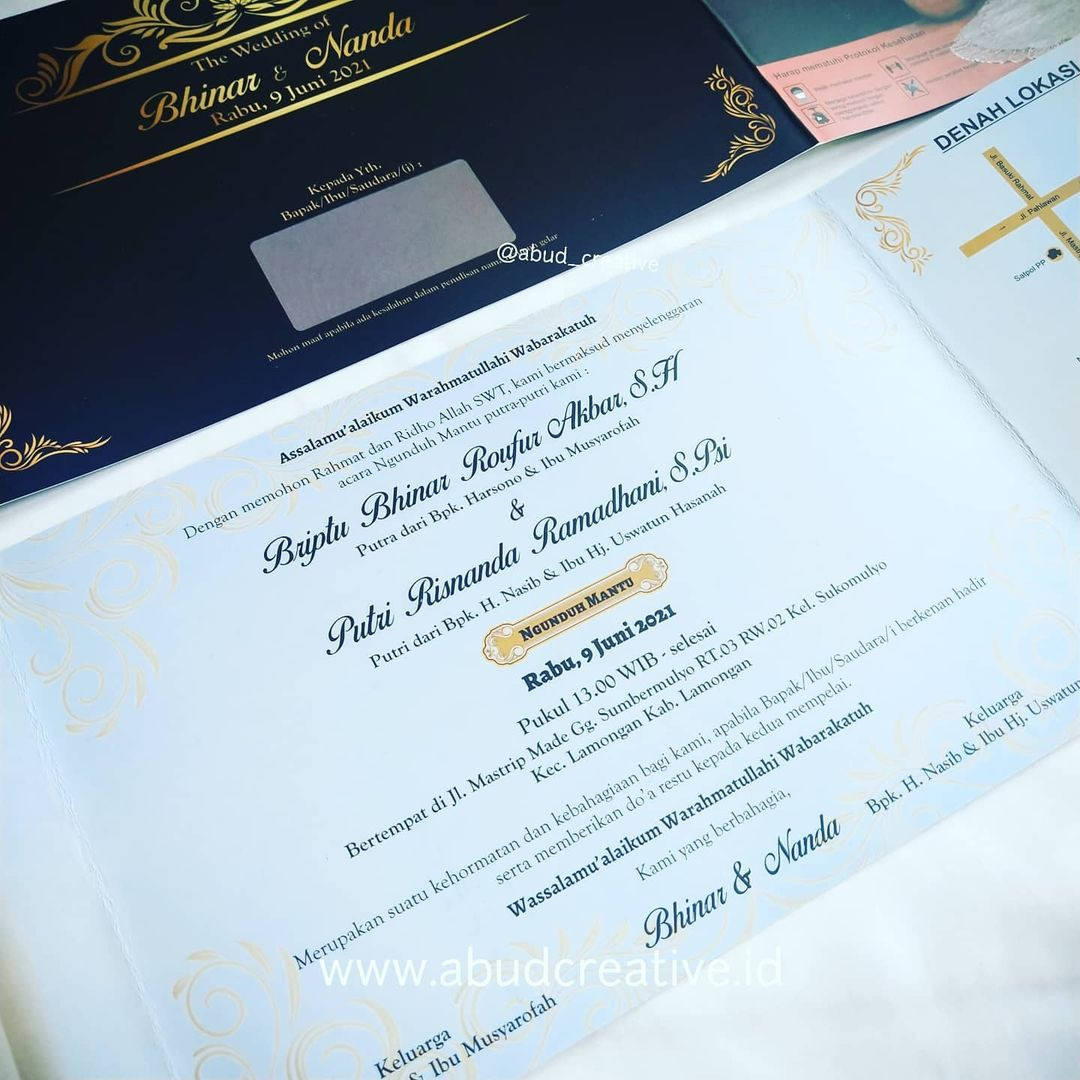 The Wedding of
Bhinar & Nanda
Rabu, 9 Juni 2021
Kepada Yth,
Bapak/Ibu/Saudara/(i) :
Mohon maaf apabila ada kesalahan dalam penulisan gelar
@abud_creative
Harap mematuhi Protokol Kesehatan
DENAH LOKASI
Jl. Basuki Rahmat
Jl. Pahlawan
Satpol PP
Assalamu'alaikum Warahmatullahi Wabarakatuh
Dengan memohon Rahmat dan Ridho Allah SWT, kami bermaksud menyelenggaran
acara Ngunduh Mantu putra-putri kami :
Briptu Bhinar Roufur Akbar, S.H
Putra dari Bpk. Harsono & Ibu Musyarofah
&
Putri Risnanda Ramadhani, S.Psi
Putri dari Bpk. H. Nasib & Ibu Hj. Uswatun Hasanah
NGUNDUH MANTU
Rabu, 9 Juni 2021
Pukul 13.00 WIB - selesai
Bertempat di Jl. Mastrip Made Gg. Sumbermulyo RT.03 RW.02 Kel. Sukomulyo
Kec. Lamongan Kab. Lamongan
Merupakan suatu kehormatan dan kebahagiaan bagi kami, apabila Bapak/Ibu/Saudara/i berkenan hadir
serta memberikan do'a restu kepada kedua mempelai.
Wassalamu'alaikum Warahmatullahi Wabarakatuh
Kami yang berbahagia,
Bhinar & Nanda
Keluarga
& Ibu Musyarofah
Keluarga
Bpk. H. Nasib & Ibu Hj. Uswatun
www.abudcreative.id